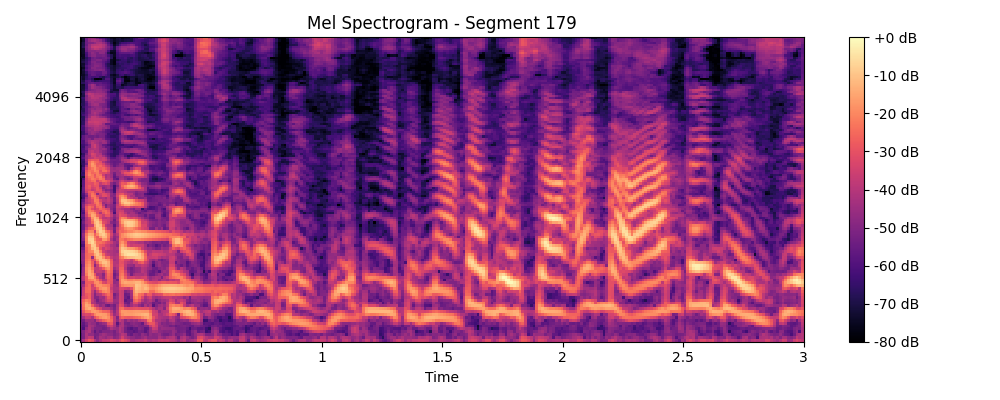 Mel Spectrogram - Segment 179
+0 dB
-10 dB
-20 dB
-30 dB
-40 dB
-50 dB
-60 dB
-70 dB
-80 dB
Frequency
4096
2048
1024
512
0
0 0.5 1 1.5 2 2.5 3
Time